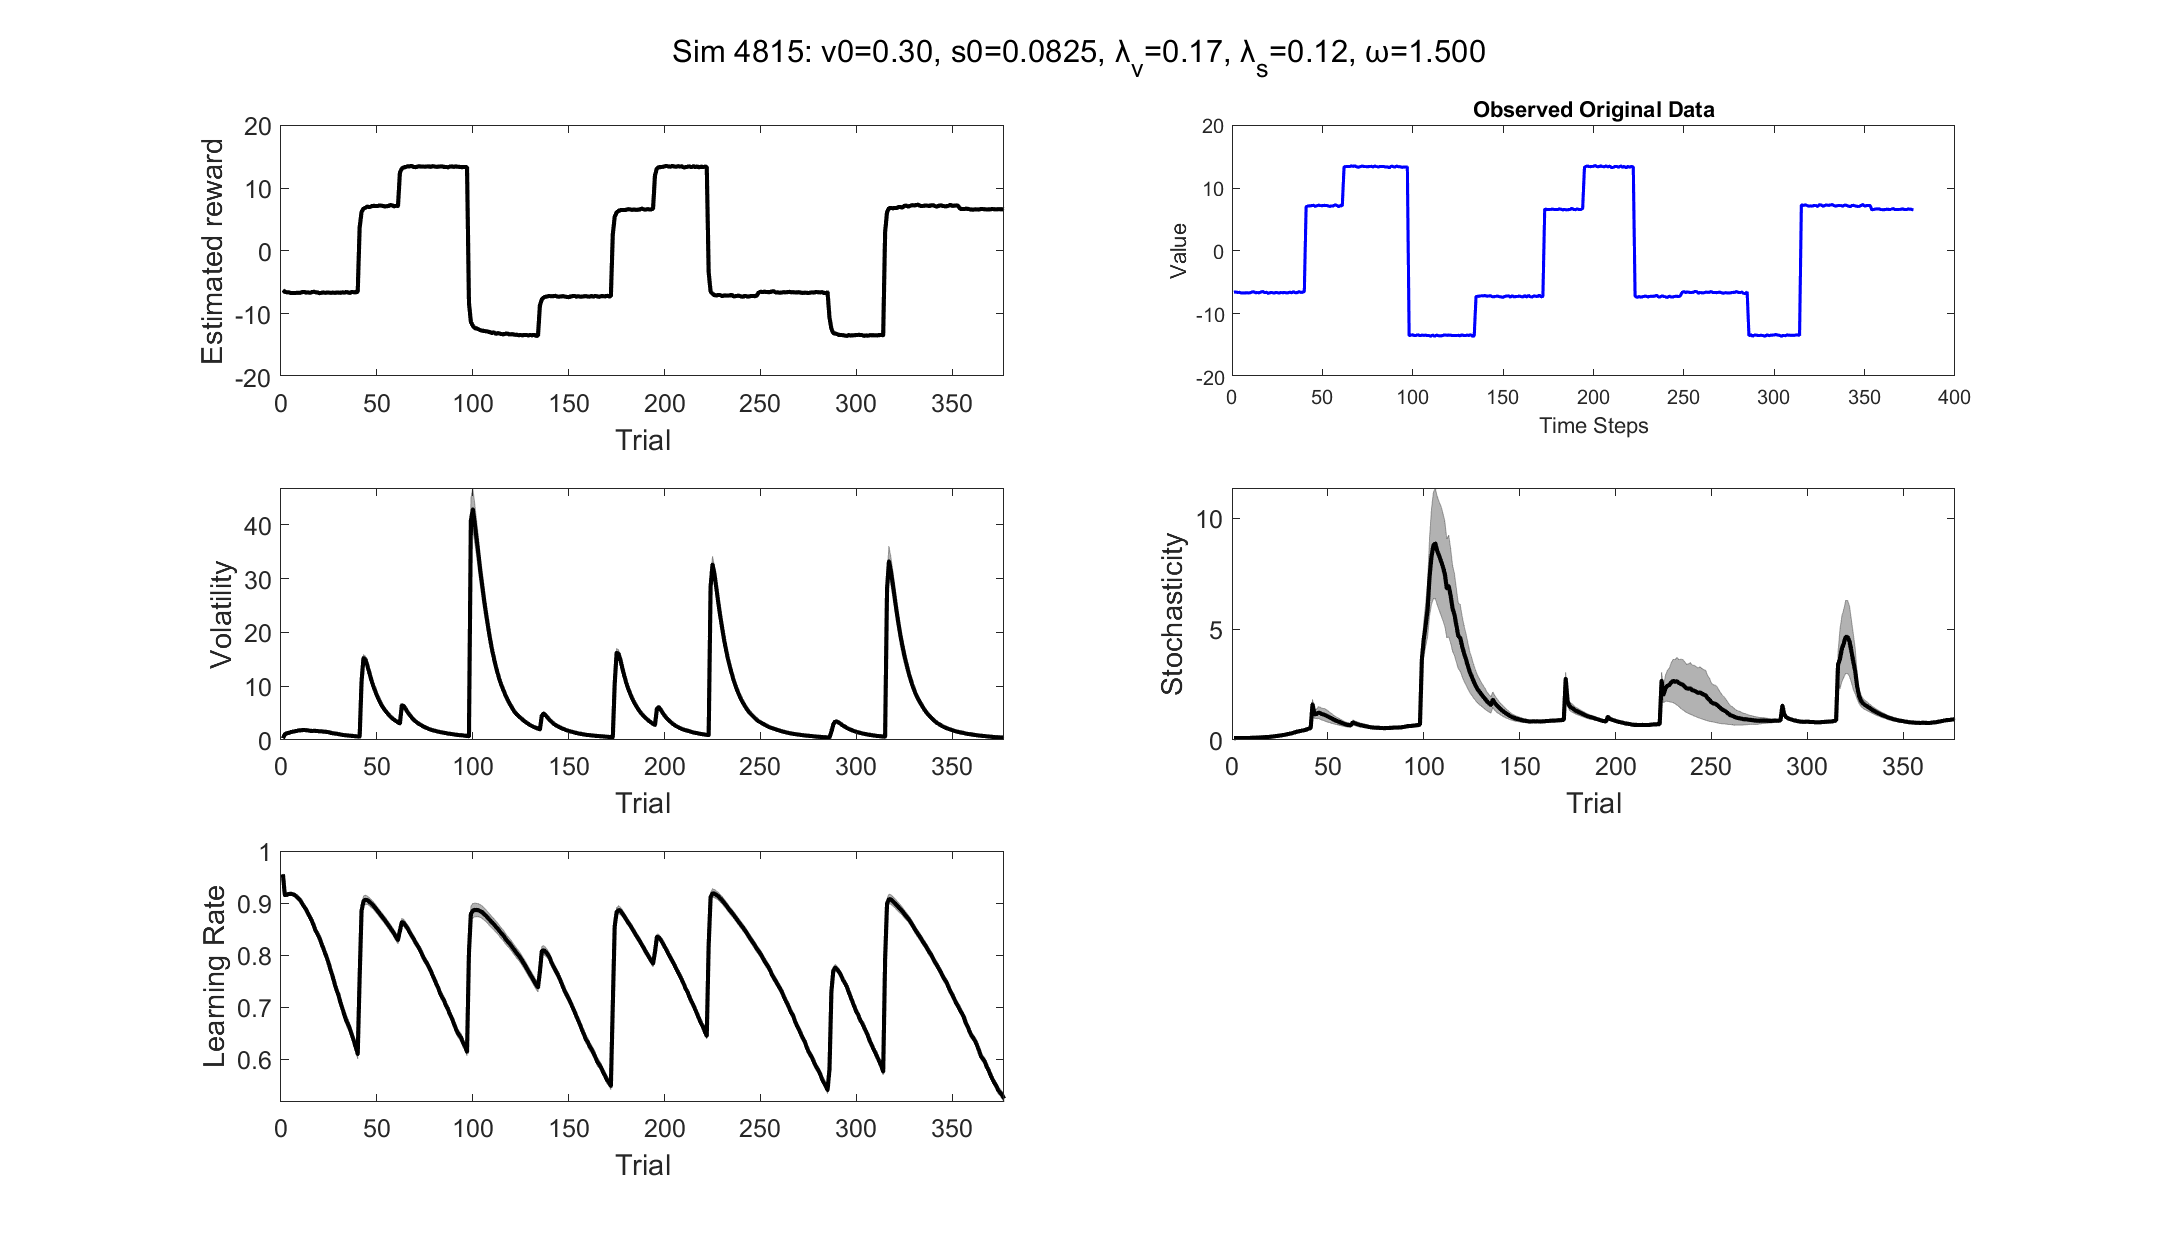 Sim 4815: v0=0.30, s0=0.0825, λv=0.17, λs=0.12, ω=1.500
Estimated reward
20
10
0
-10
-20
0 50 100 150 200 250 300 350
Trial
Observed Original Data
Value
20
10
0
-10
-20
0 50 100 150 200 250 300 350 400
Time Steps
Volatility
40
30
20
10
0
0 50 100 150 200 250 300 350
Trial
Stochasticity
10
5
0
0 50 100 150 200 250 300 350
Trial
Learning Rate
1
0.9
0.8
0.7
0.6
0 50 100 150 200 250 300 350
Trial